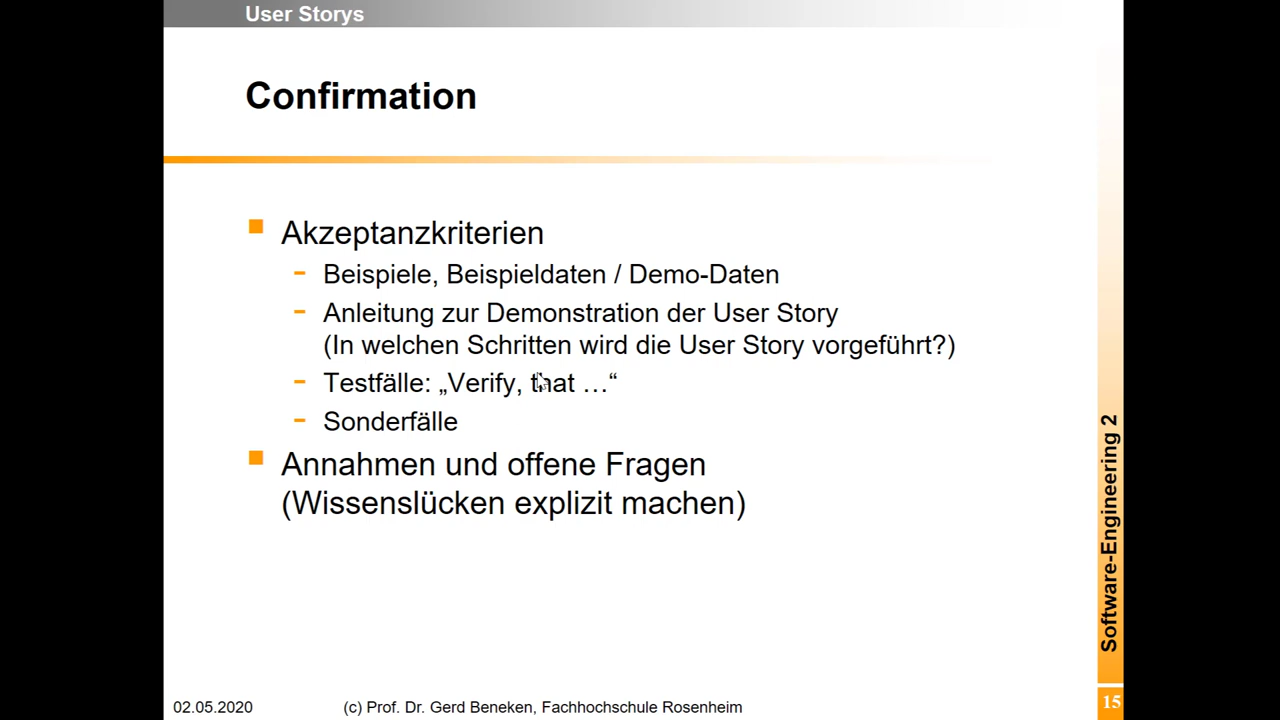 User Storys
Confirmation
Akzeptanzkriterien
Beispiele, Beispieldaten / Demo-Daten
Anleitung zur Demonstration der User Story
(In welchen Schritten wird die User Story vorgeführt?)
Testfälle: „Verify, that …“
Sonderfälle
Annahmen und offene Fragen
(Wissenslücken explizit machen)
Software-Engineering 2
02.05.2020
(c) Prof. Dr. Gerd Beneken, Fachhochschule Rosenheim
15